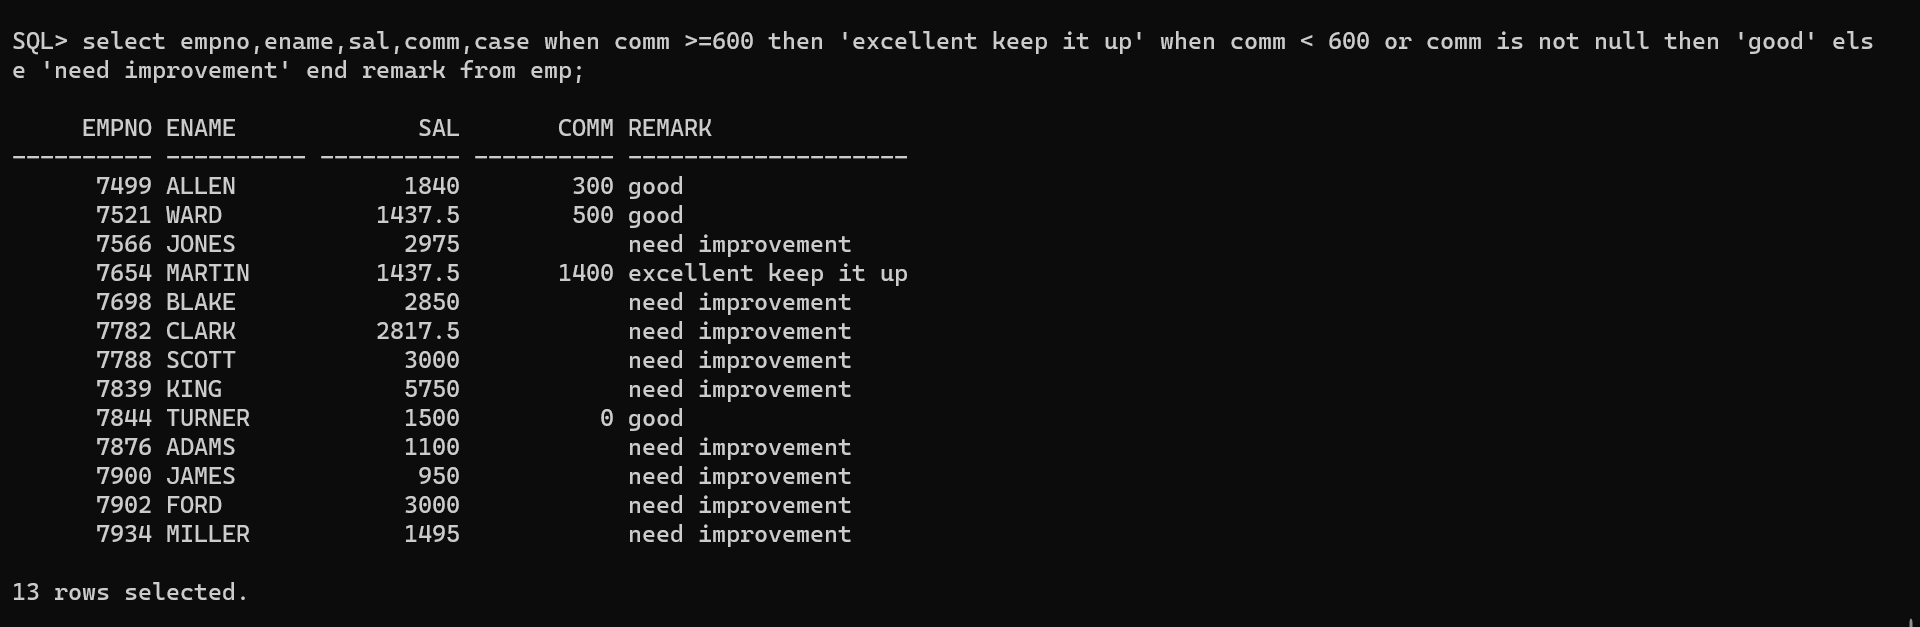 SQL> select empno,ename,sal,comm,case when comm >=600 then 'excellent keep it up' when comm < 600 or comm is not null then 'good' els
e 'need improvement' end remark from emp;
     EMPNO ENAME             SAL       COMM REMARK
---------- ---------- ---------- ---------- --------------------
      7499 ALLEN            1840        300 good
      7521 WARD           1437.5        500 good
      7566 JONES            2975            need improvement
      7654 MARTIN         1437.5       1400 excellent keep it up
      7698 BLAKE            2850            need improvement
      7782 CLARK          2817.5            need improvement
      7788 SCOTT            3000            need improvement
      7839 KING             5750            need improvement
      7844 TURNER           1500          0 good
      7876 ADAMS            1100            need improvement
      7900 JAMES             950            need improvement
      7902 FORD             3000            need improvement
      7934 MILLER           1495            need improvement
13 rows selected.